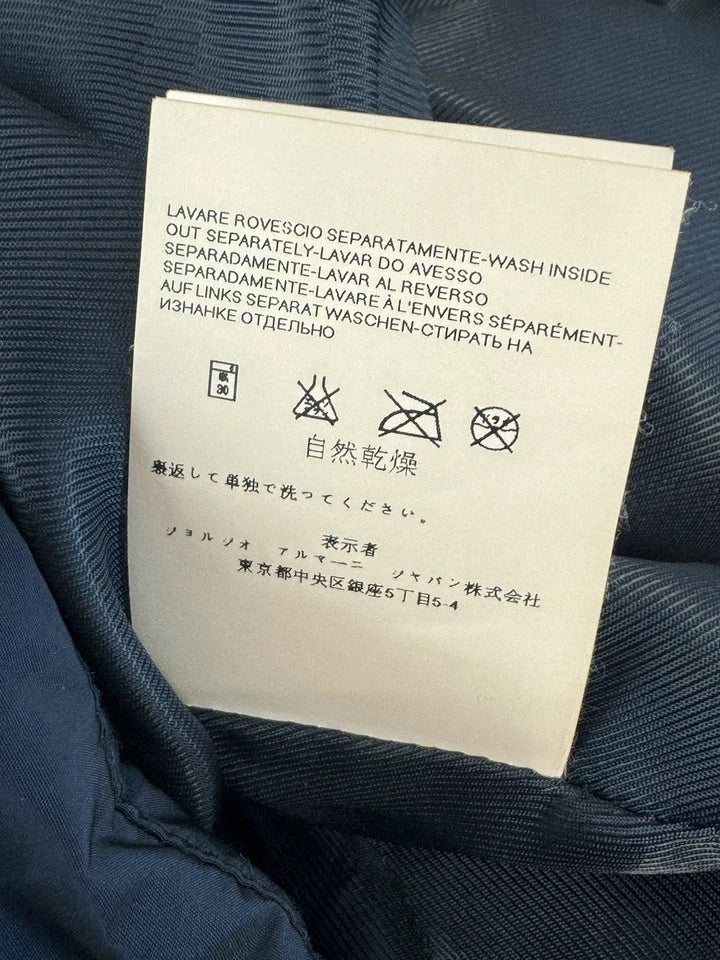 LAVARE ROVESCIO SEPARATAMENTE-WASH INSIDE
OUT SEPARATELY-LAVAR DO AVESSO
SEPARADAMENTE-LAVAR AL REVERSO
SEPARADAMENTE-LAVARE À L'ENVERS SÉPARÉMENT-
AUF LINKS SEPARAT WASCHEN-СТИРАТЬ НА
ИЗНАНКЕ ОТДЕЛЬНО
30
自然乾燥
裏返して単独で洗ってください。
表示者
ジョルジオ アルマーニ ジャパン株式会社
東京都中央区銀座5丁目5-4